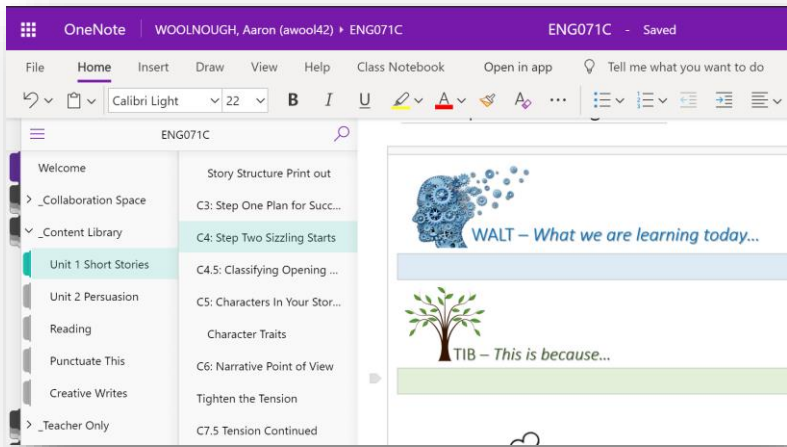 OneNote WOOLNOUGH, Aaron (awool42) ▸ ENG071C ENG071C - Saved
File Home Insert Draw View Help Class Notebook Open in app Tell me what you want to do
Calibri Light 22 B I U A A ...
ENG071C
Welcome
_Collaboration Space
_Content Library
Unit 1 Short Stories
Unit 2 Persuasion
Reading
Punctuate This
Creative Writes
_Teacher Only
Story Structure Print out
C3: Step One Plan for Succ...
C4: Step Two Sizzling Starts
C4.5: Classifying Opening ...
C5: Characters In Your Stor...
Character Traits
C6: Narrative Point of View
Tighten the Tension
C7.5 Tension Continued
WALT – What we are learning today...
TIB – This is because...